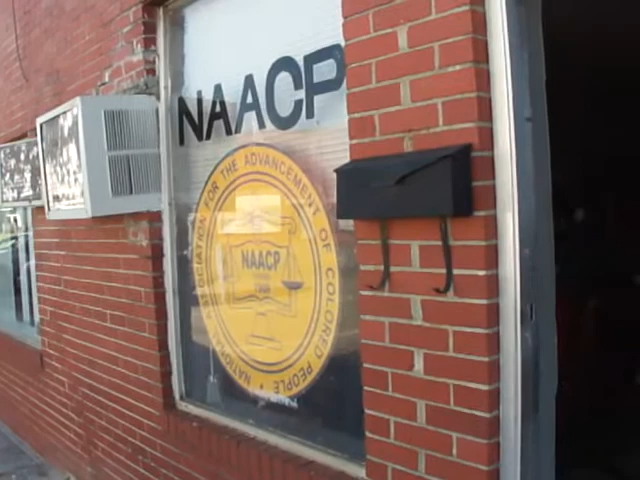 NAACP
NATIONAL ASSOCIATION FOR THE ADVANCEMENT OF COLORED PEOPLE
NAACP